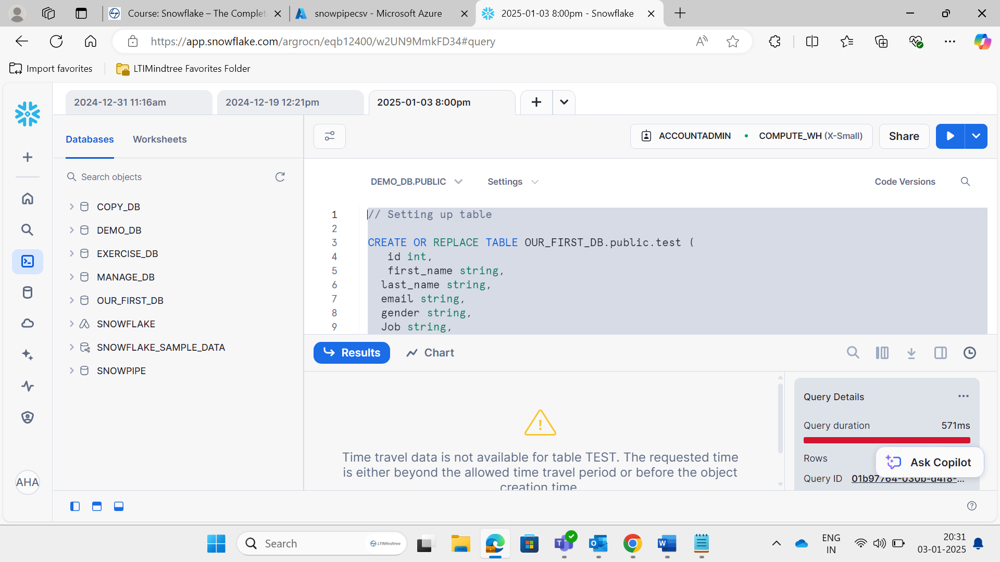 Course: Snowflake – The Complet
snowpipecsv - Microsoft Azure
2025-01-03 8:00pm - Snowflake
https://app.snowflake.com/argrocn/eqb12400/w2UN9MmkFD34#query
Import favorites
LTIMindtree Favorites Folder
2024-12-31 11:16am
2024-12-19 12:21pm
2025-01-03 8:00pm
Databases
Worksheets
ACCOUNTADMIN
COMPUTE_WH (X-Small)
Share
Search objects
DEMO_DB.PUBLIC
Settings
Code Versions
COPY_DB
DEMO_DB
EXERCISE_DB
MANAGE_DB
OUR_FIRST_DB
SNOWFLAKE
SNOWFLAKE_SAMPLE_DATA
SNOWPIPE
AHA
1 // Setting up table
2
3 CREATE OR REPLACE TABLE OUR_FIRST_DB.public.test (
4 id int,
5 first_name string,
6 last_name string,
7 email string,
8 gender string,
9 Job string,
Results
Chart
Time travel data is not available for table TEST. The requested time
is either beyond the allowed time travel period or before the object
creation time.
Query Details
Query duration 571ms
Rows
Ask Copilot
Query ID 01b97764-030b-d4f8-...
Search
LTIMindtree
ENG
IN
20:31
03-01-2025